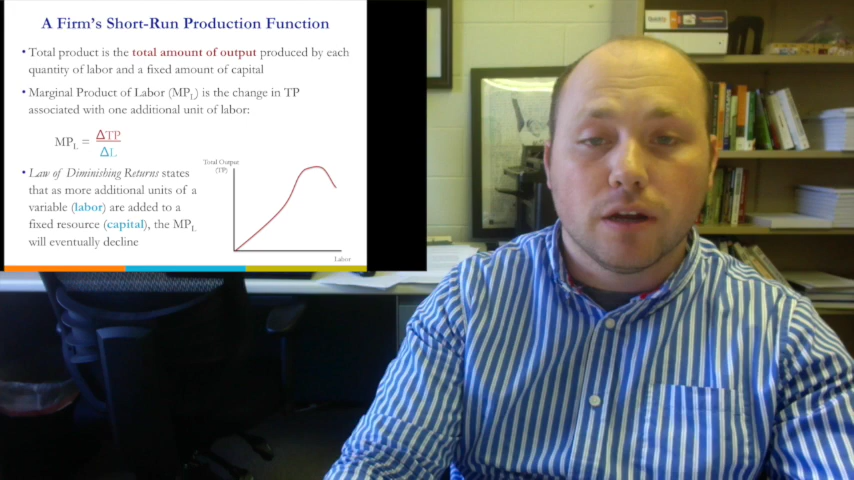 A Firm's Short-Run Production Function
• Total product is the total amount of output produced by each
quantity of labor and a fixed amount of capital
• Marginal Product of Labor (MPL) is the change in TP
associated with one additional unit of labor:
MPL = ΔTP
ΔL
• Law of Diminishing Returns states
that as more additional units of a
variable (labor) are added to a
fixed resource (capital), the MPL
will eventually decline
Total Output
(TP)
Labor